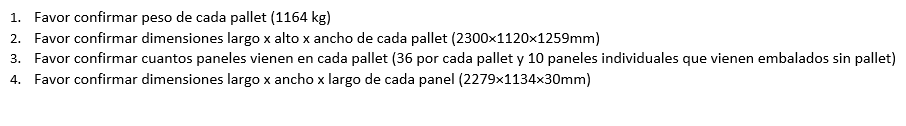 1. Favor confirmar peso de cada pallet (1164 kg)
2. Favor confirmar dimensiones largo x alto x ancho de cada pallet (2300×1120×1259mm)
3. Favor confirmar cuantos paneles vienen en cada pallet (36 por cada pallet y 10 paneles individuales que vienen embalados sin pallet)
4. Favor confirmar dimensiones largo x ancho x largo de cada panel (2279×1134×30mm)